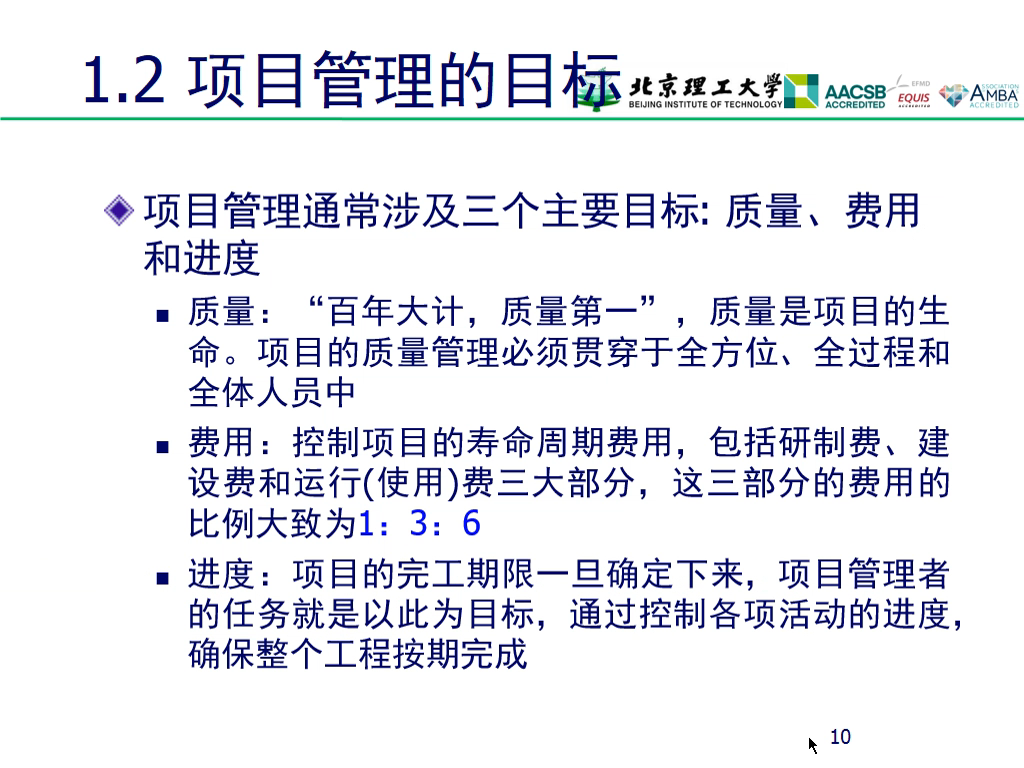 1.2 项目管理的目标
北京理工大学
BEIJING INSTITUTE OF TECHNOLOGY
AACSB
ACCREDITED
EFMD
EQUIS
ACCREDITED
ASSOCIATION
AMBA
ACCREDITED
项目管理通常涉及三个主要目标: 质量、费用
和进度
质量：“百年大计，质量第一”，质量是项目的生
命。项目的质量管理必须贯穿于全方位、全过程和
全体人员中
费用：控制项目的寿命周期费用，包括研制费、建
设费和运行(使用)费三大部分，这三部分的费用的
比例大致为1：3：6
进度：项目的完工期限一旦确定下来，项目管理者
的任务就是以此为目标，通过控制各项活动的进度，
确保整个工程按期完成
10